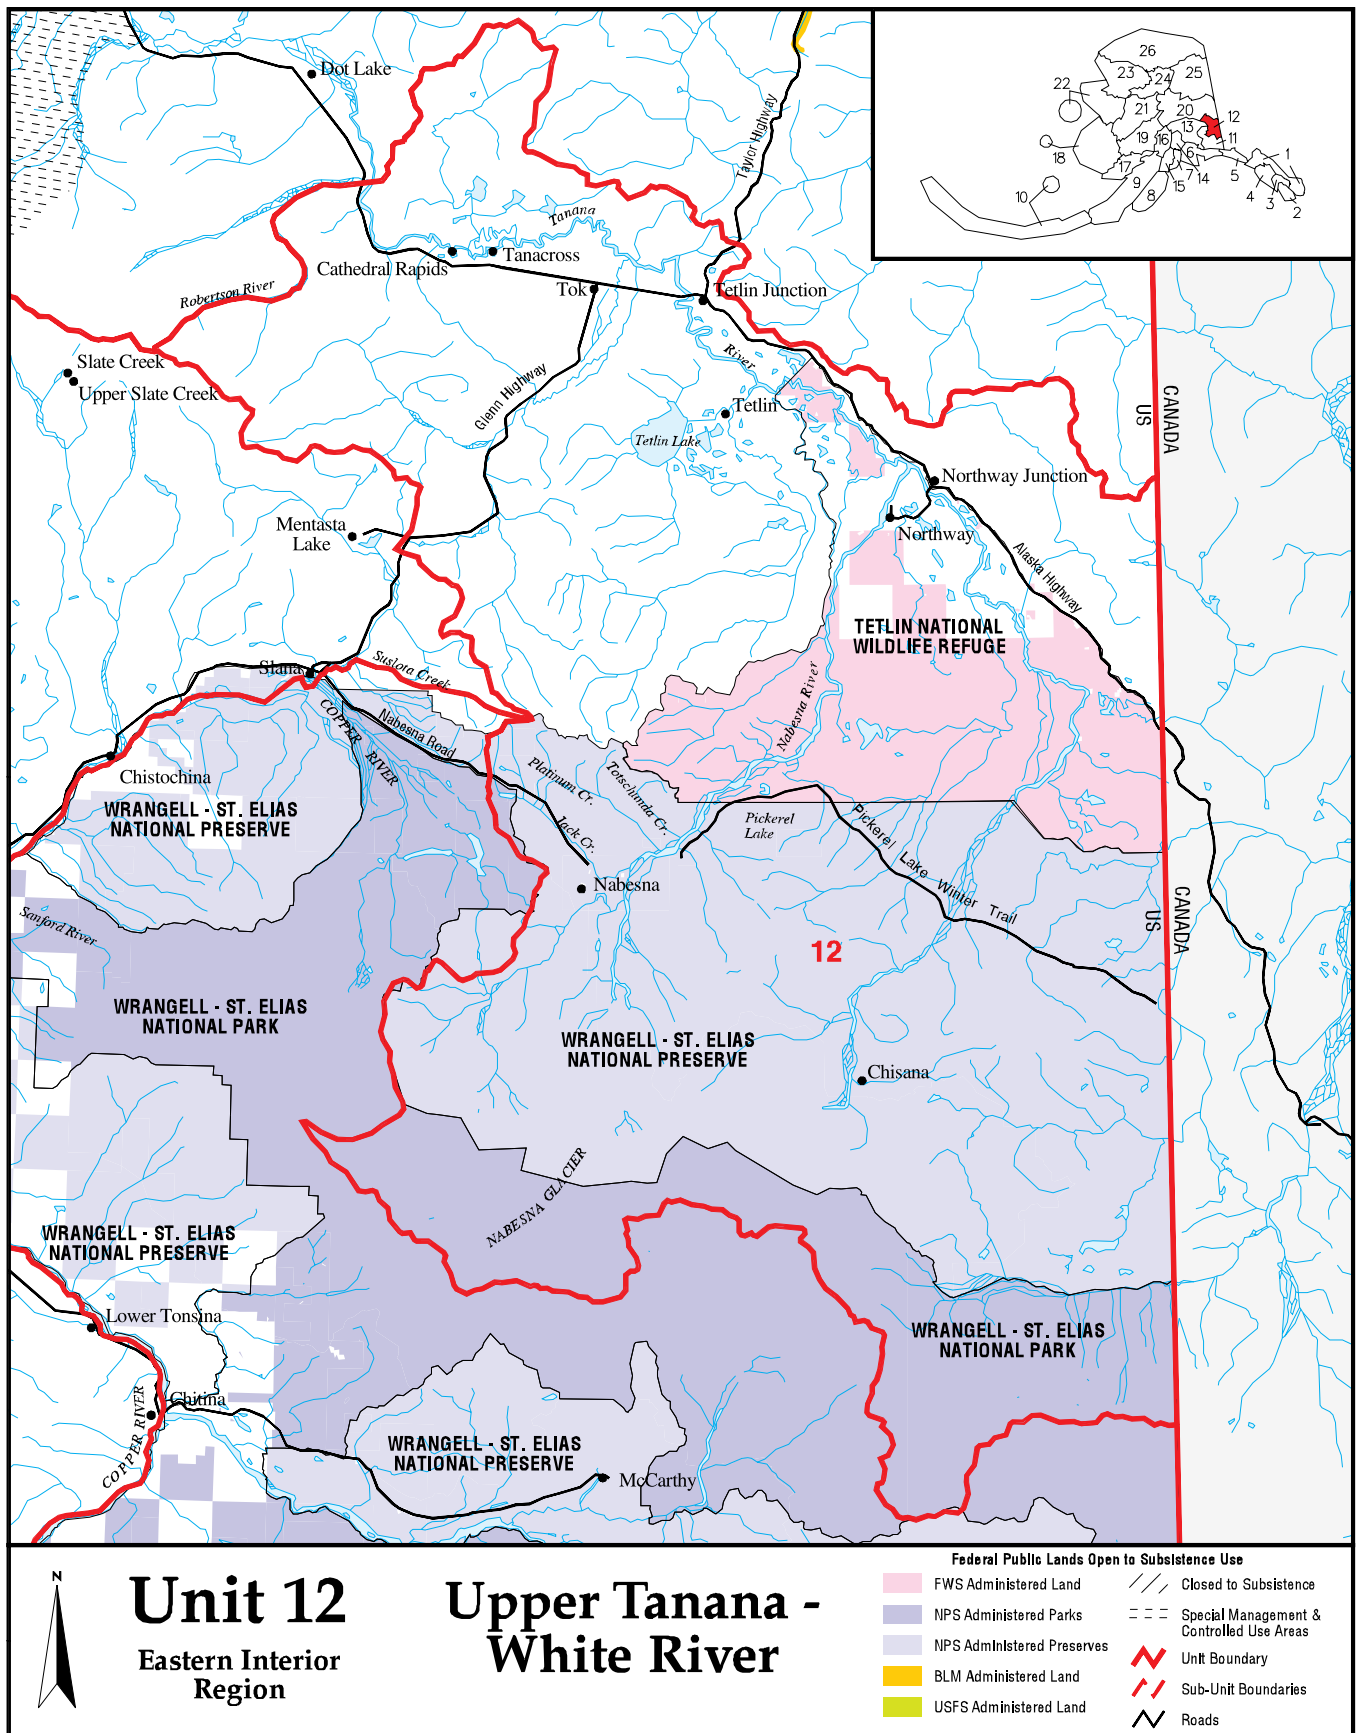 26
23
24
25
22
21
20
12
13
19
16
11
18
6
1
17
7
14
5
15
9
8
10
4
3
2
Dot Lake
Taylor Highway
Tanana
Tanacross
Cathedral Rapids
Robertson River
Tok
Tetlin Junction
River
Slate Creek
Upper Slate Creek
Glenn Highway
Tetlin
Tetlin Lake
CANADA
US
Northway Junction
Northway
Mentasta
Lake
Alaska Highway
TETLIN NATIONAL
WILDLIFE REFUGE
Slana
Suslota Creek
Nabesna River
COPPER RIVER
Nabesna Road
Chistochina
Platinum Cr.
Totschunda Cr.
Jack Cr.
WRANGELL - ST. ELIAS
NATIONAL PRESERVE
Pickerel
Lake
Pickerel Lake Winter Trail
Nabesna
CANADA
US
Sanford River
12
WRANGELL - ST. ELIAS
NATIONAL PARK
WRANGELL - ST. ELIAS
NATIONAL PRESERVE
Chisana
NABESNA GLACIER
WRANGELL - ST. ELIAS
NATIONAL PRESERVE
Lower Tonsina
WRANGELL - ST. ELIAS
NATIONAL PARK
Chitina
COPPER RIVER
WRANGELL - ST. ELIAS
NATIONAL PRESERVE
McCarthy
N
Unit 12
Eastern Interior
Region
Upper Tanana -
White River
Federal Public Lands Open to Subsistence Use
FWS Administered Land
NPS Administered Parks
NPS Administered Preserves
BLM Administered Land
USFS Administered Land
Closed to Subsistence
Special Management &
Controlled Use Areas
Unit Boundary
Sub-Unit Boundaries
Roads